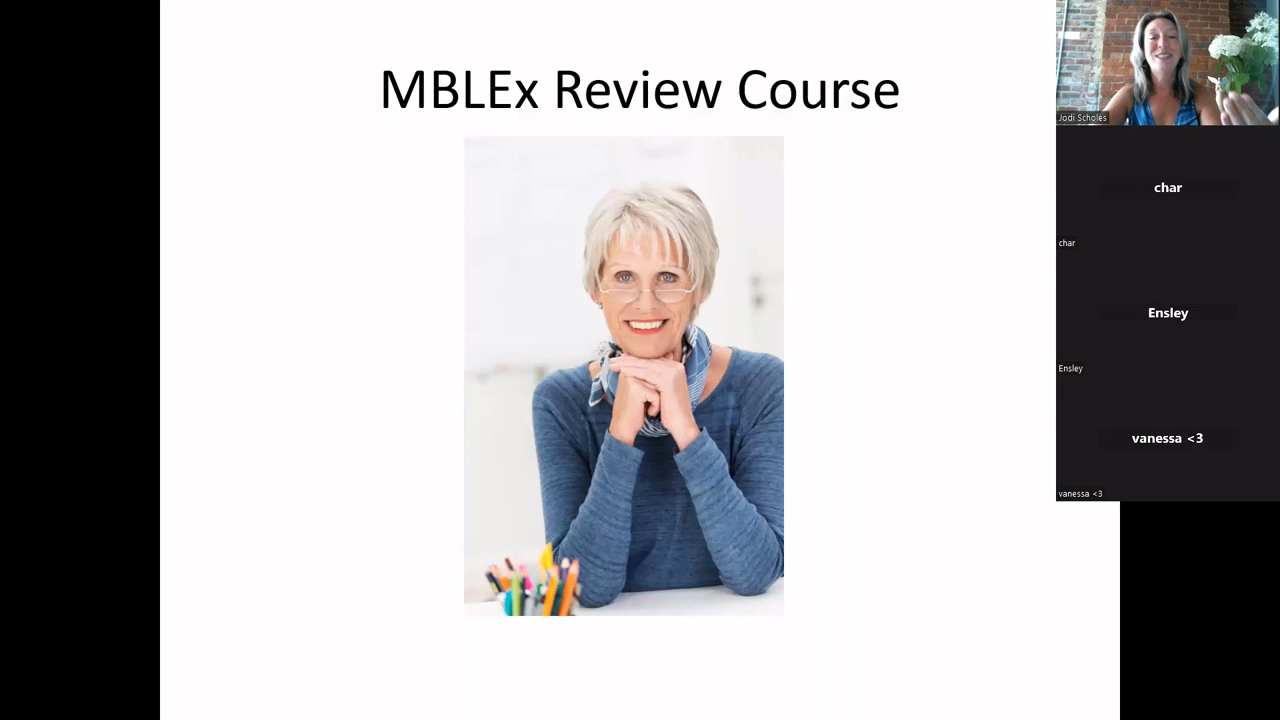 MBLEx Review Course
Jodi Scholes
char
char
Ensley
Ensley
vanessa <3
vanessa <3